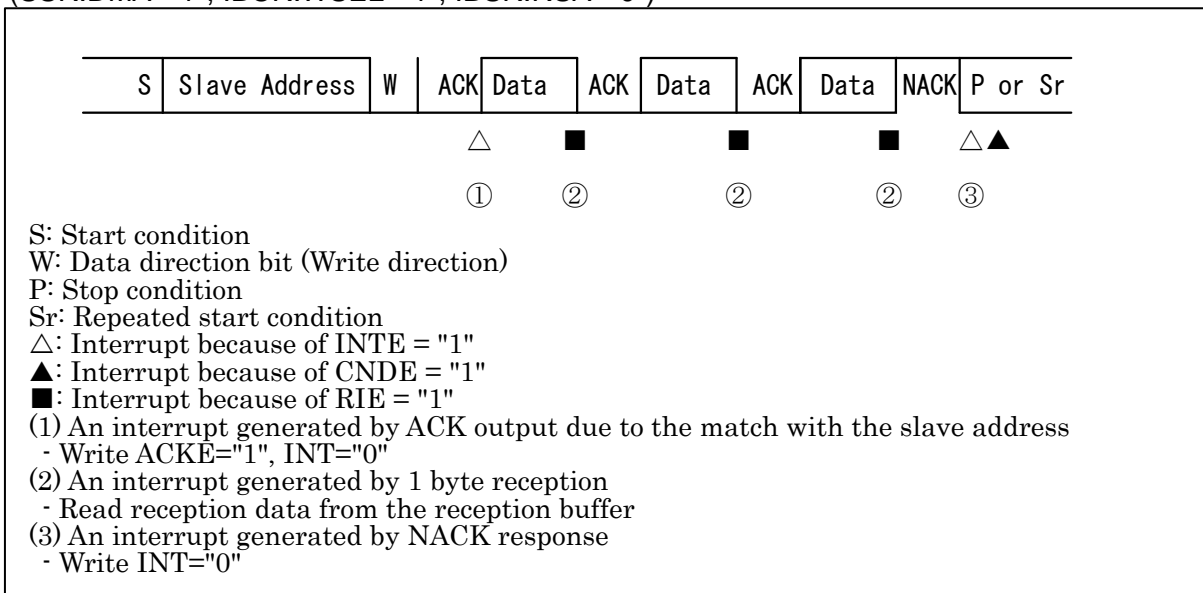 S Slave Address W ACK Data ACK Data ACK Data NACK P or Sr
△ ■ ■ ■ △▲
① ② ② ② ③
S: Start condition
W: Data direction bit (Write direction)
P: Stop condition
Sr: Repeated start condition
△: Interrupt because of INTE = "1"
▲: Interrupt because of CNDE = "1"
■: Interrupt because of RIE = "1"
(1) An interrupt generated by ACK output due to the match with the slave address
- Write ACKE="1", INT="0"
(2) An interrupt generated by 1 byte reception
- Read reception data from the reception buffer
(3) An interrupt generated by NACK response
- Write INT="0"